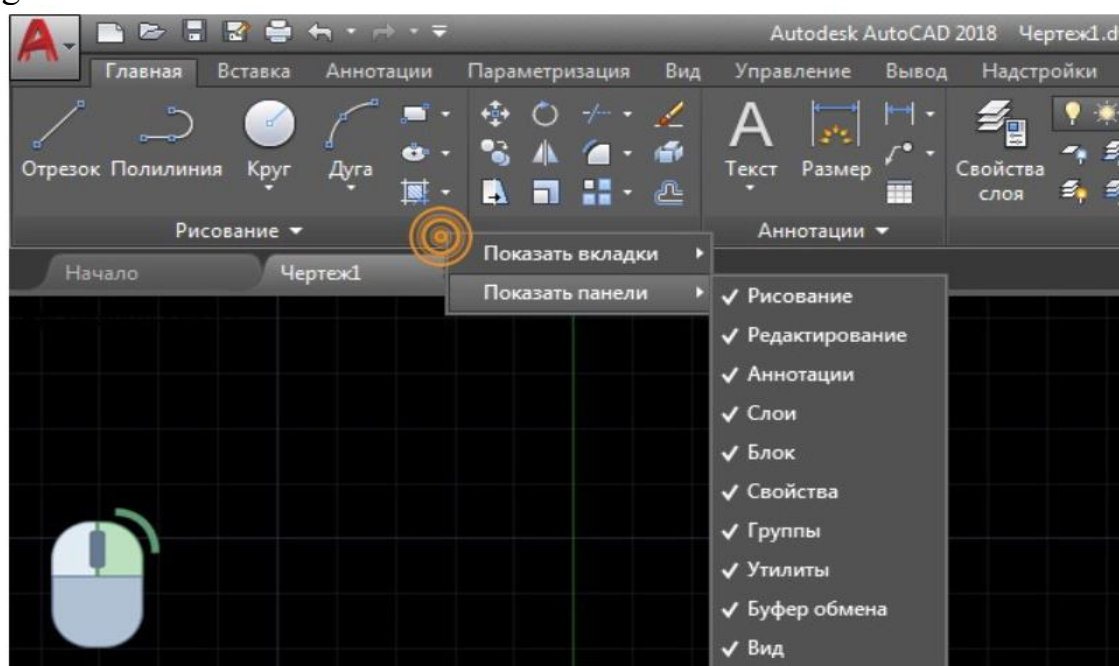 Autodesk AutoCAD 2018 Чертеж1.d
Главная Вставка Аннотации Параметризация Вид Управление Вывод Надстройки
Отрезок Полилиния Круг Дуга Текст Размер Свойства слоя
Рисование Аннотации
Начало Чертеж1
Показать вкладки
Показать панели
Рисование
Редактирование
Аннотации
Слои
Блок
Свойства
Группы
Утилиты
Буфер обмена
Вид